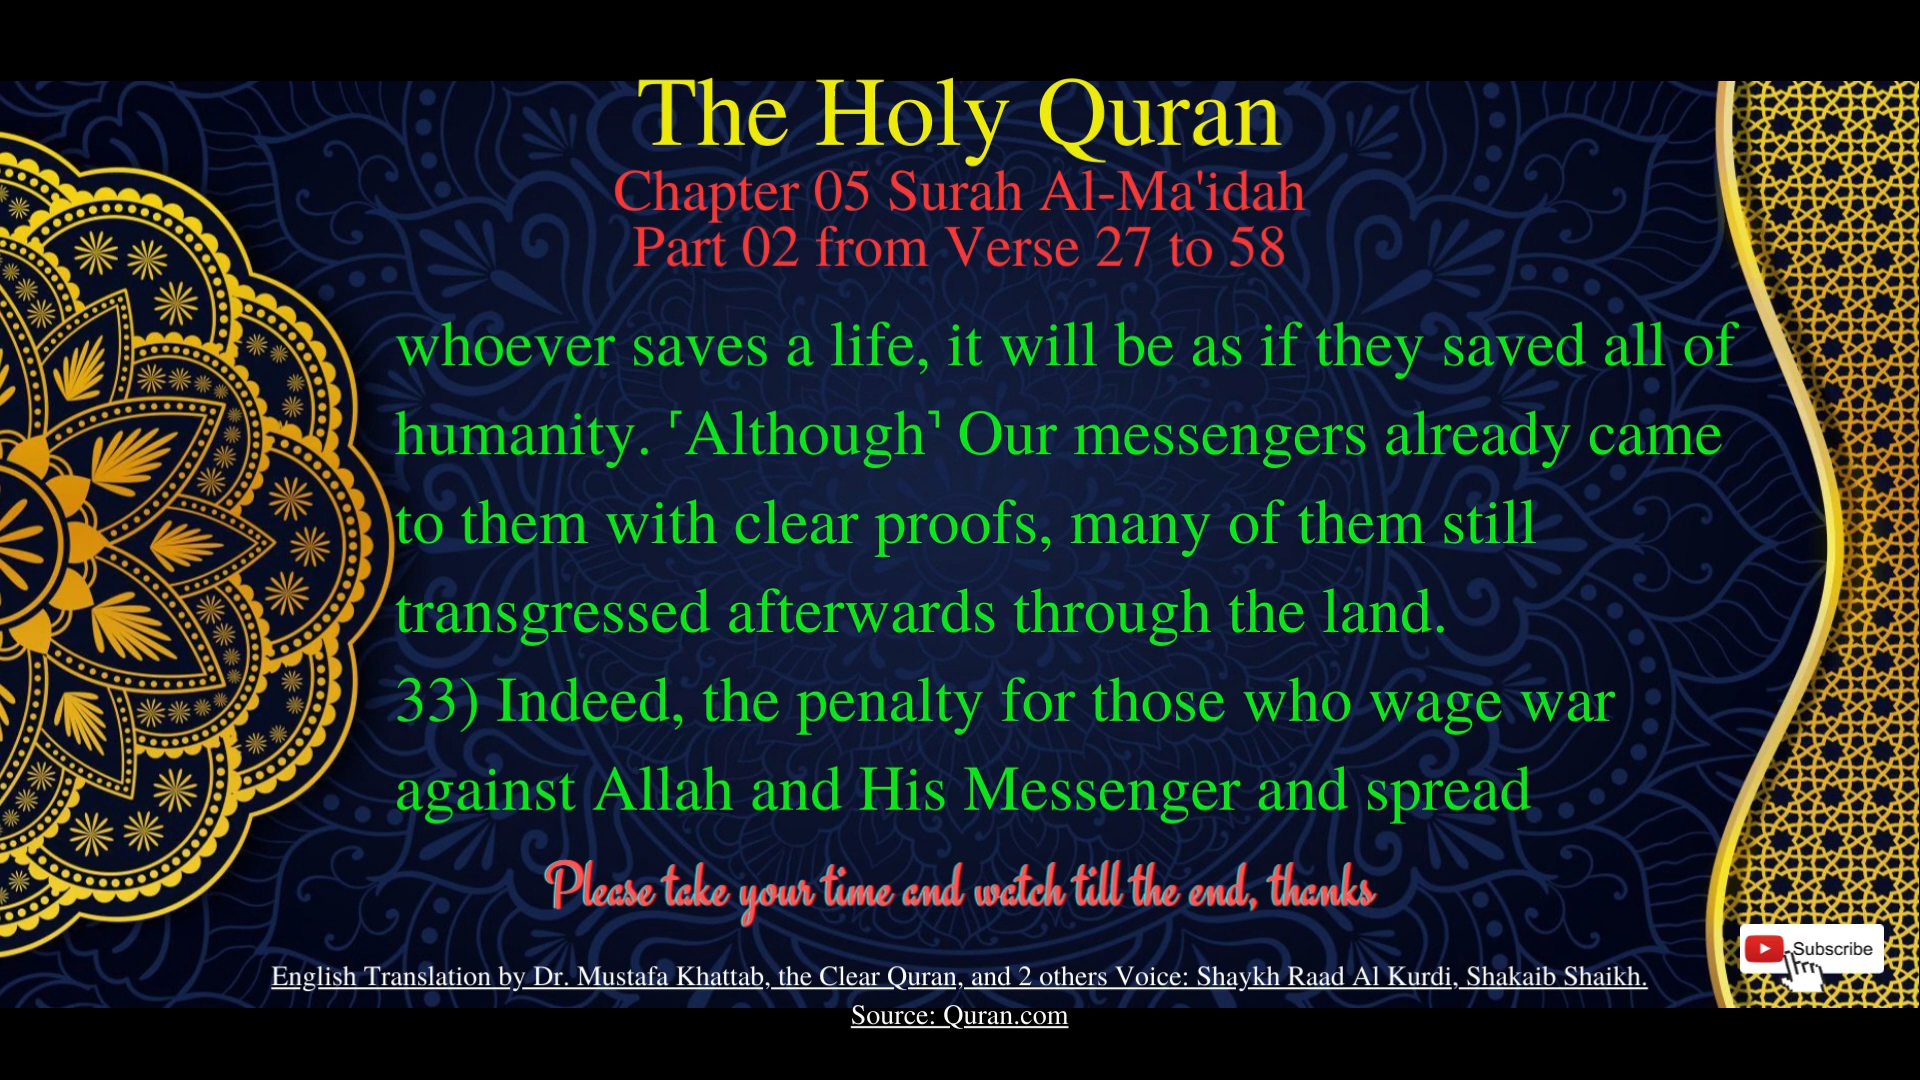 The Holy Quran
Chapter 05 Surah Al-Ma'idah
Part 02 from Verse 27 to 58
whoever saves a life, it will be as if they saved all of
humanity. ˹Although˺ Our messengers already came
to them with clear proofs, many of them still
transgressed afterwards through the land.
33) Indeed, the penalty for those who wage war
against Allah and His Messenger and spread
Please take your time and watch till the end, thanks
Subscribe
English Translation by Dr. Mustafa Khattab, the Clear Quran, and 2 others Voice: Shaykh Raad Al Kurdi, Shakaib Shaikh.
Source: Quran.com